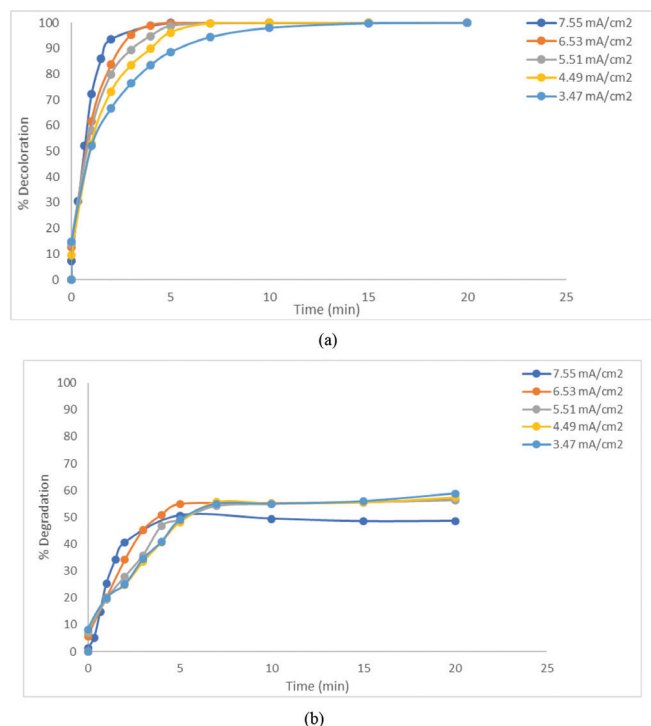 100
90
80
70
60
50
40
30
20
10
0
% Decoloration
0 5 10 15 20 25
Time (min)
7.55 mA/cm2
6.53 mA/cm2
5.51 mA/cm2
4.49 mA/cm2
3.47 mA/cm2
(a)
100
90
80
70
60
50
40
30
20
10
0
% Degradation
0 5 10 15 20 25
Time (min)
7.55 mA/cm2
6.53 mA/cm2
5.51 mA/cm2
4.49 mA/cm2
3.47 mA/cm2
(b)